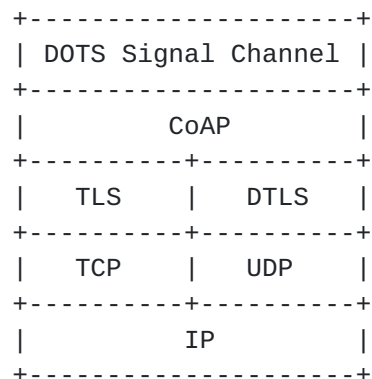 +---------------------+
| DOTS Signal Channel |
+---------------------+
|         CoAP        |
+----------+----------+
|   TLS    |   DTLS   |
+----------+----------+
|   TCP    |   UDP    |
+----------+----------+
|          IP         |
+---------------------+